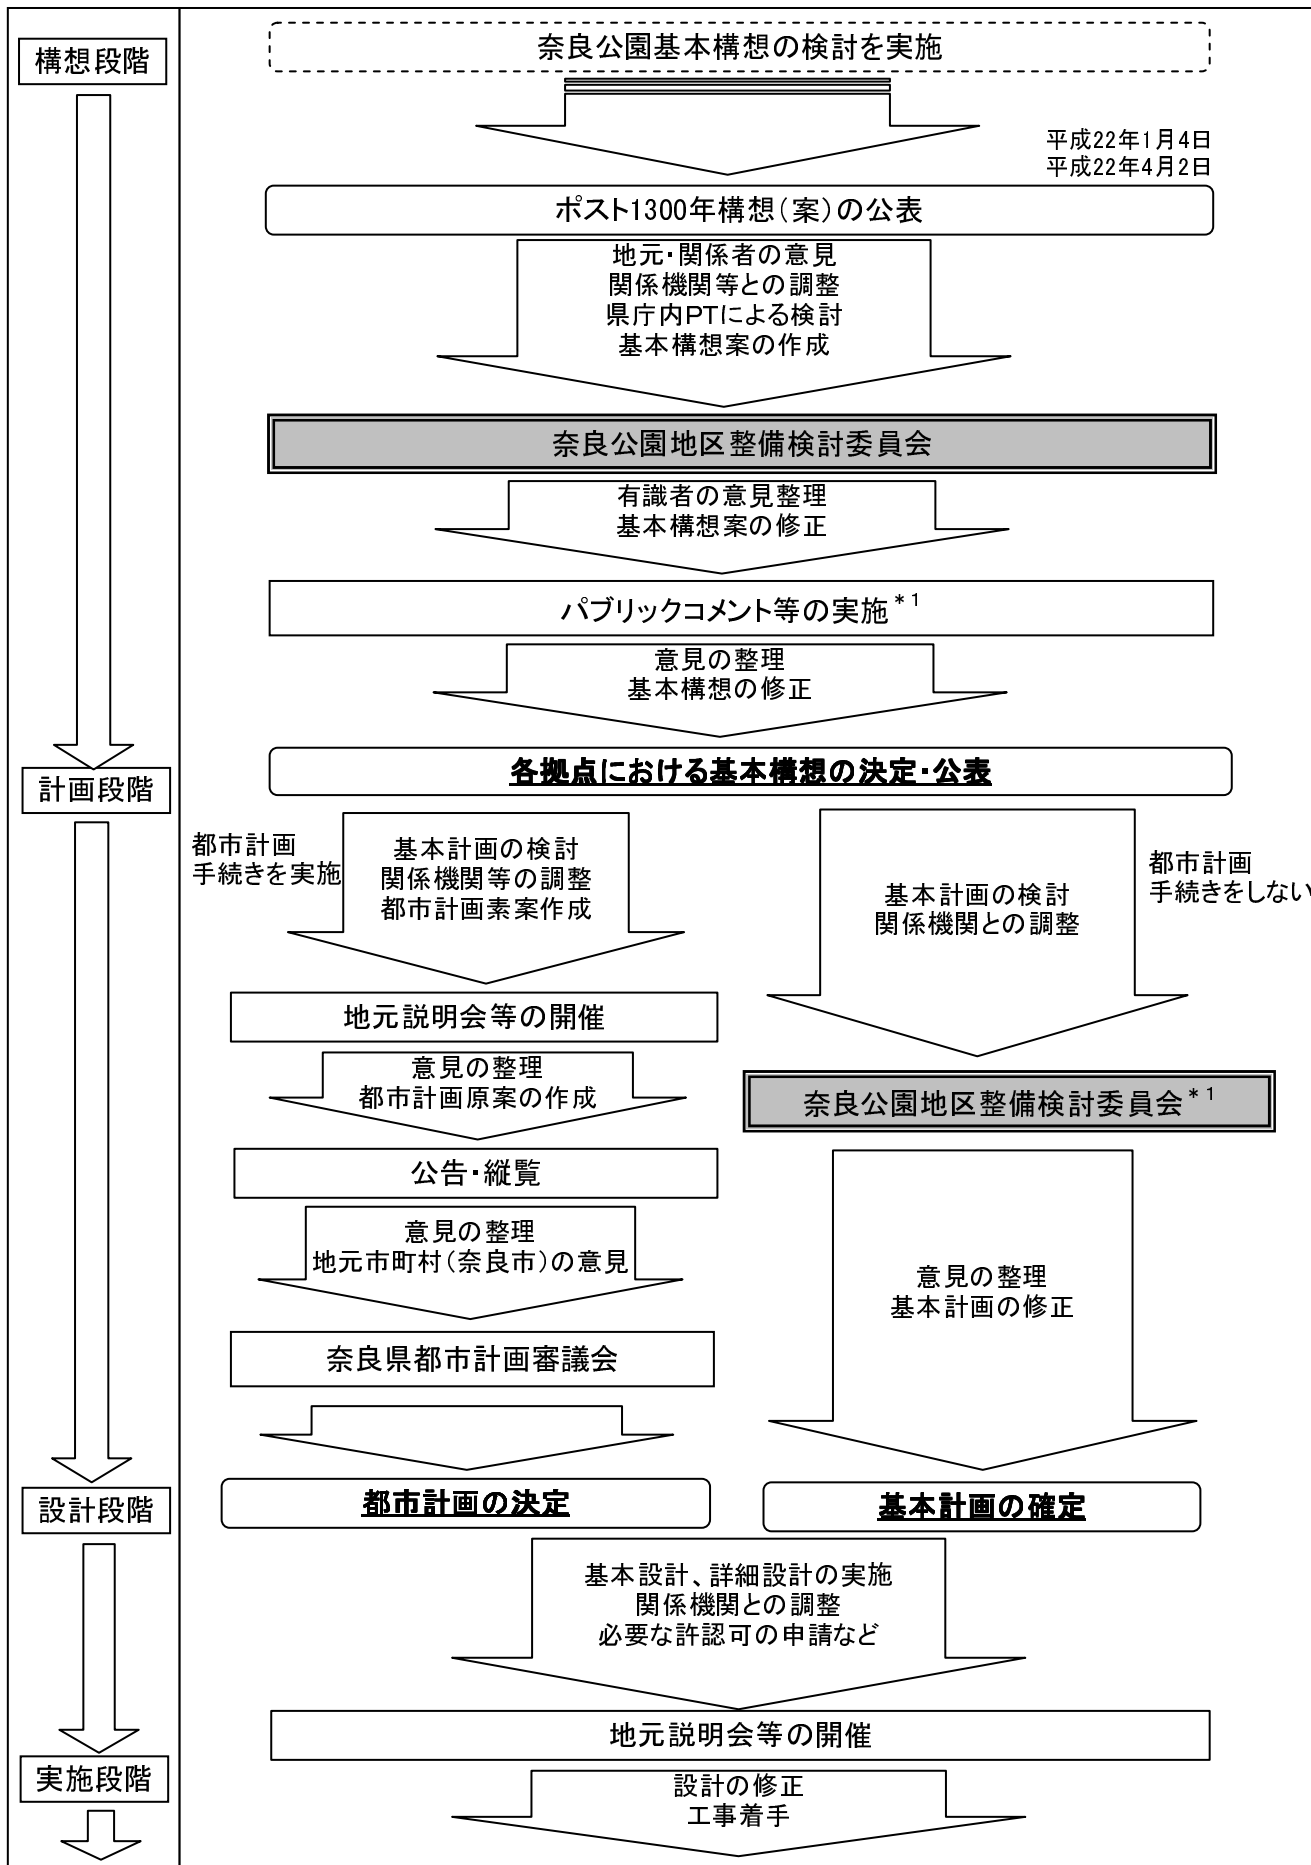 構想段階
奈良公園基本構想の検討を実施
平成22年1月4日
平成22年4月2日
ポスト1300年構想(案)の公表
地元・関係者の意見
関係機関等との調整
県庁内PTによる検討
基本構想案の作成
奈良公園地区整備検討委員会
有識者の意見整理
基本構想案の修正
パブリックコメント等の実施*1
意見の整理
基本構想の修正
計画段階
各拠点における基本構想の決定・公表
都市計画
手続きを実施
基本計画の検討
関係機関等の調整
都市計画素案作成
地元説明会等の開催
意見の整理
都市計画原案の作成
公告・縦覧
意見の整理
地元市町村(奈良市)の意見
奈良県都市計画審議会
都市計画
手続きをしない
基本計画の検討
関係機関との調整
奈良公園地区整備検討委員会*1
意見の整理
基本計画の修正
設計段階
都市計画の決定
基本計画の確定
基本設計、詳細設計の実施
関係機関との調整
必要な許認可の申請など
地元説明会等の開催
実施段階
設計の修正
工事着手